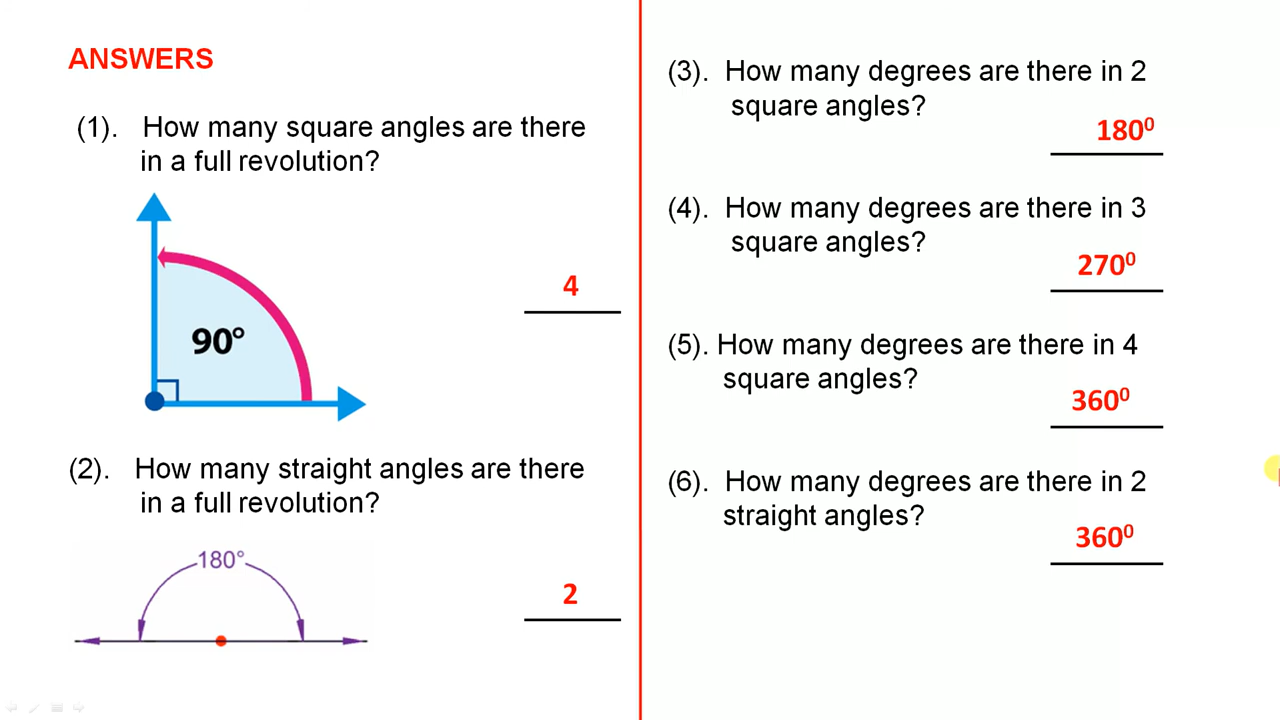 ANSWERS
(1). How many square angles are there
in a full revolution?
90°
4
(2). How many straight angles are there
in a full revolution?
180°
2
(3). How many degrees are there in 2
square angles?
180⁰
(4). How many degrees are there in 3
square angles?
270⁰
(5). How many degrees are there in 4
square angles?
360⁰
(6). How many degrees are there in 2
straight angles?
360⁰